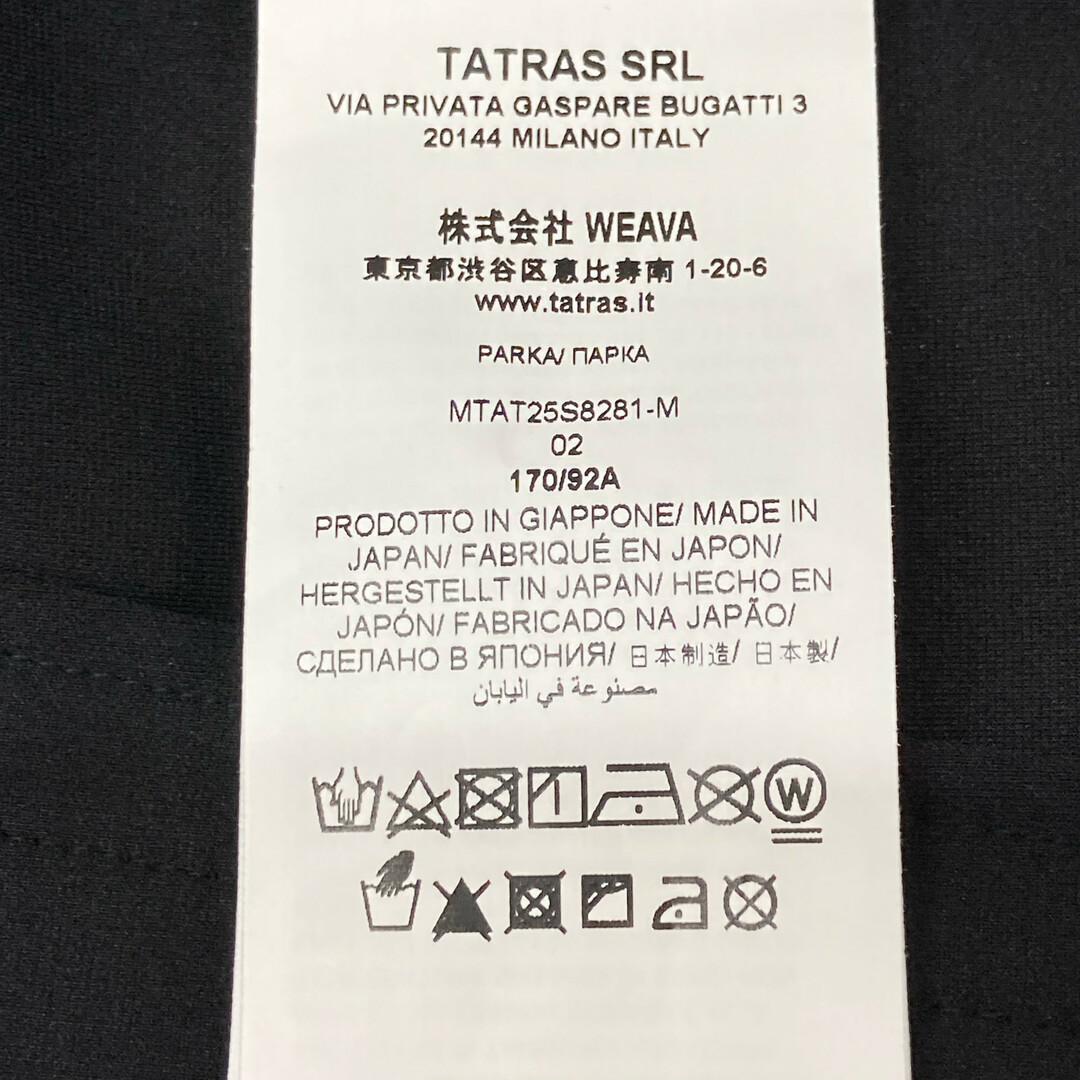 TATRAS SRL
VIA PRIVATA GASPARE BUGATTI 3
20144 MILANO ITALY
株式会社 WEAVA
東京都渋谷区恵比寿南 1-20-6
www.tatras.it
PARKA/ ПАРКА
MTAT25S8281-M
02
170/92A
PRODOTTO IN GIAPPONE/ MADE IN
JAPAN/ FABRIQUÉ EN JAPON/
HERGESTELLT IN JAPAN/ HECHO EN
JAPÓN/ FABRICADO NA JAPÃO/
СДЕЛАНО В ЯПОНИЯ/ 日本制造/ 日本製/
مصنوعة في اليابان
W